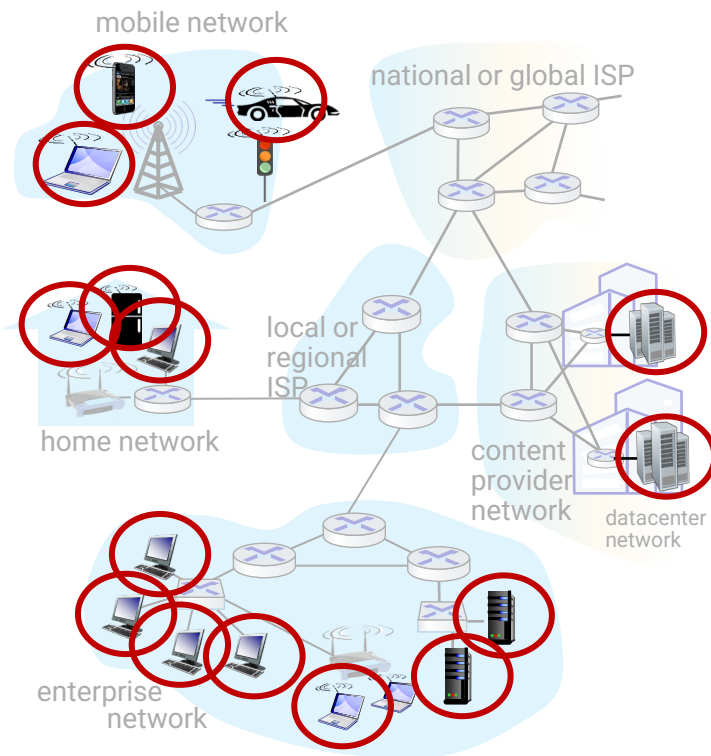 mobile network
national or global ISP
local or
regional
ISP
home network
content
provider
network
datacenter
network
enterprise
network